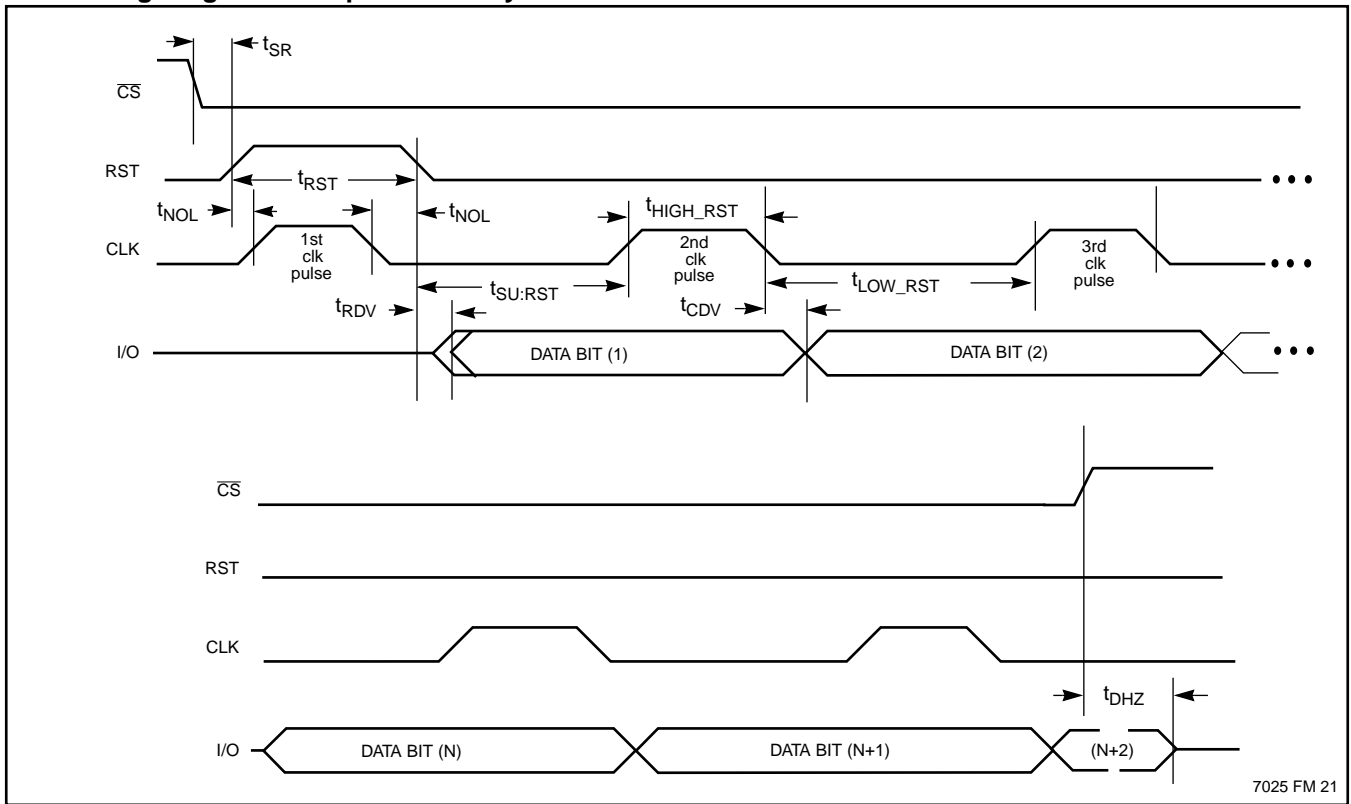 tSR
CS
RST
tRST
tNOL
tNOL
tHIGH_RST
CLK
1st
clk
pulse
2nd
clk
pulse
3rd
clk
pulse
tSU:RST
tLOW_RST
tRDV
tCDV
I/O
DATA BIT (1)
DATA BIT (2)
CS
RST
CLK
tDHZ
I/O
DATA BIT (N)
DATA BIT (N+1)
(N+2)
7025 FM 21